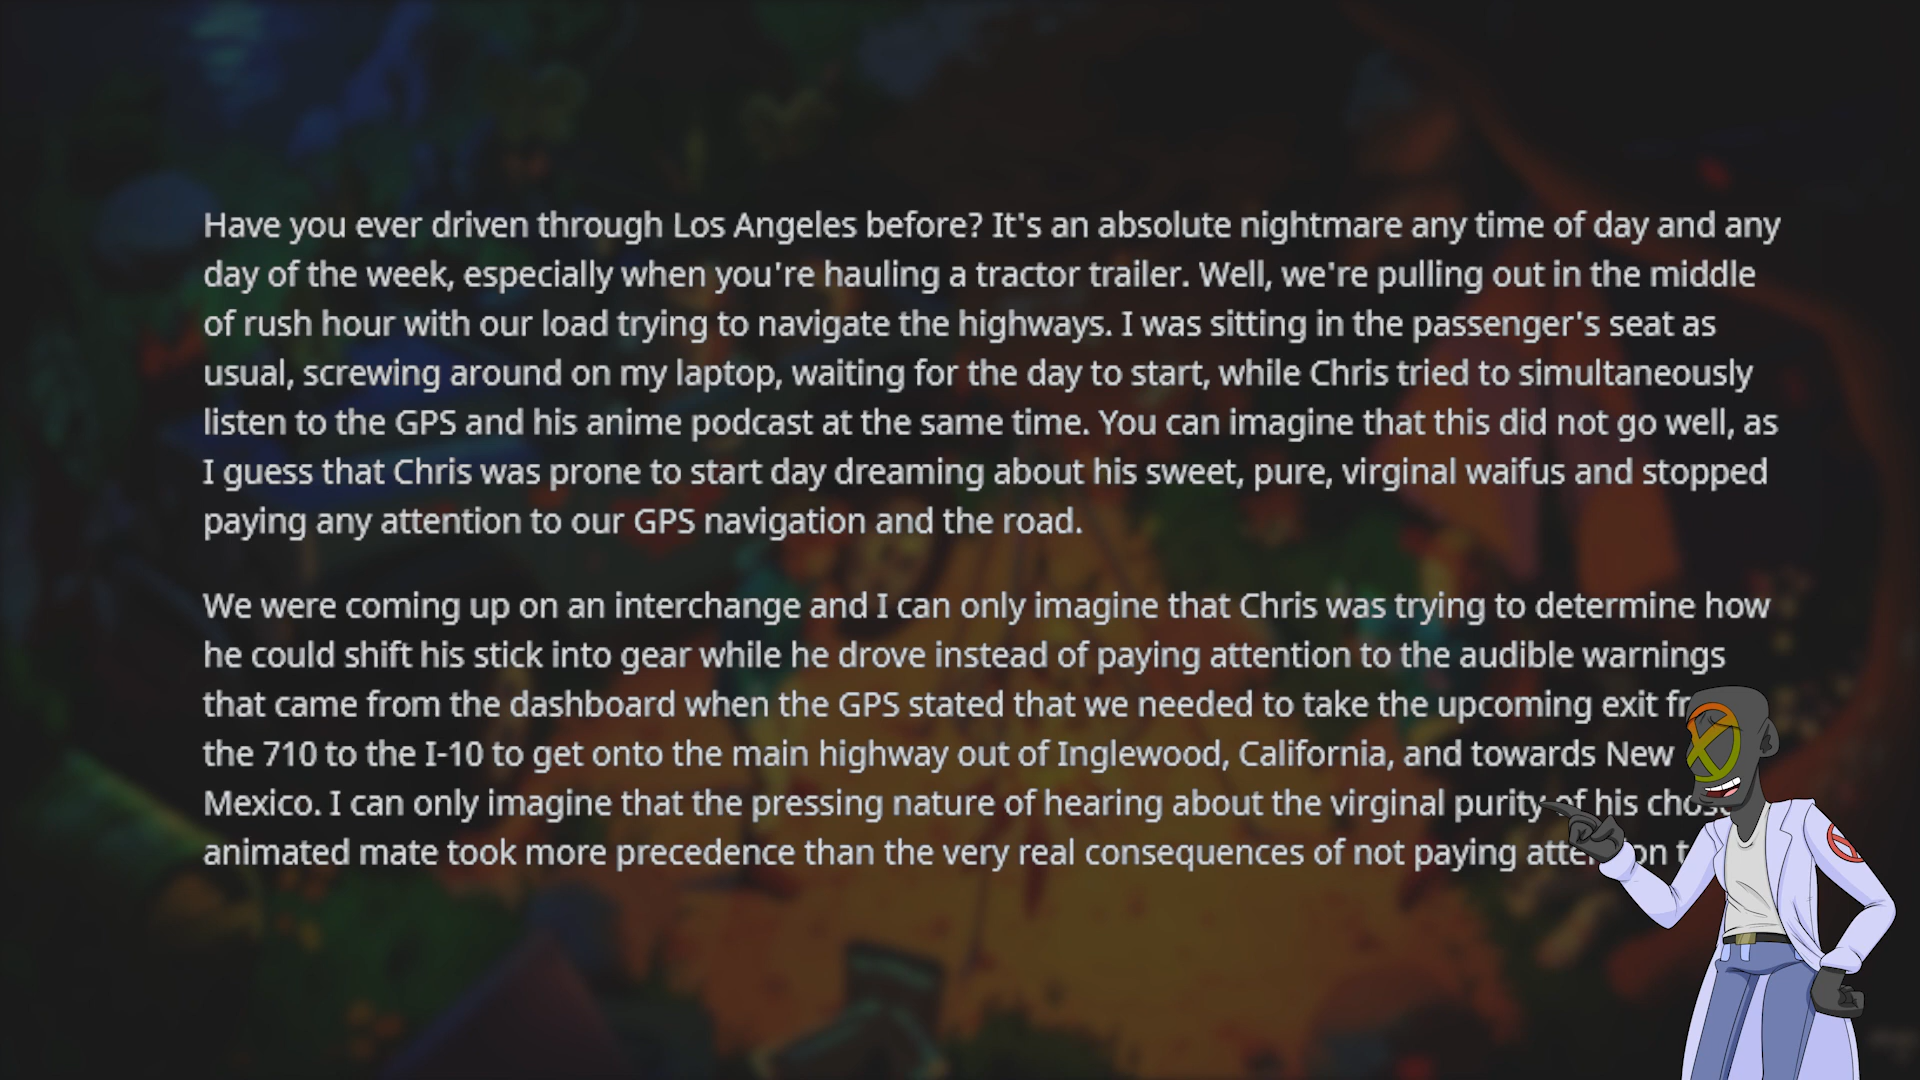 Have you ever driven through Los Angeles before? It's an absolute nightmare any time of day and any
day of the week, especially when you're hauling a tractor trailer. Well, we're pulling out in the middle
of rush hour with our load trying to navigate the highways. I was sitting in the passenger's seat as
usual, screwing around on my laptop, waiting for the day to start, while Chris tried to simultaneously
listen to the GPS and his anime podcast at the same time. You can imagine that this did not go well, as
I guess that Chris was prone to start day dreaming about his sweet, pure, virginal waifus and stopped
paying any attention to our GPS navigation and the road.
We were coming up on an interchange and I can only imagine that Chris was trying to determine how
he could shift his stick into gear while he drove instead of paying attention to the audible warnings
that came from the dashboard when the GPS stated that we needed to take the upcoming exit
the 710 to the I-10 to get onto the main highway out of Inglewood, California, and towards New
Mexico. I can only imagine that the pressing nature of hearing about the virginal purity of his
animated mate took more precedence than the very real consequences of not paying